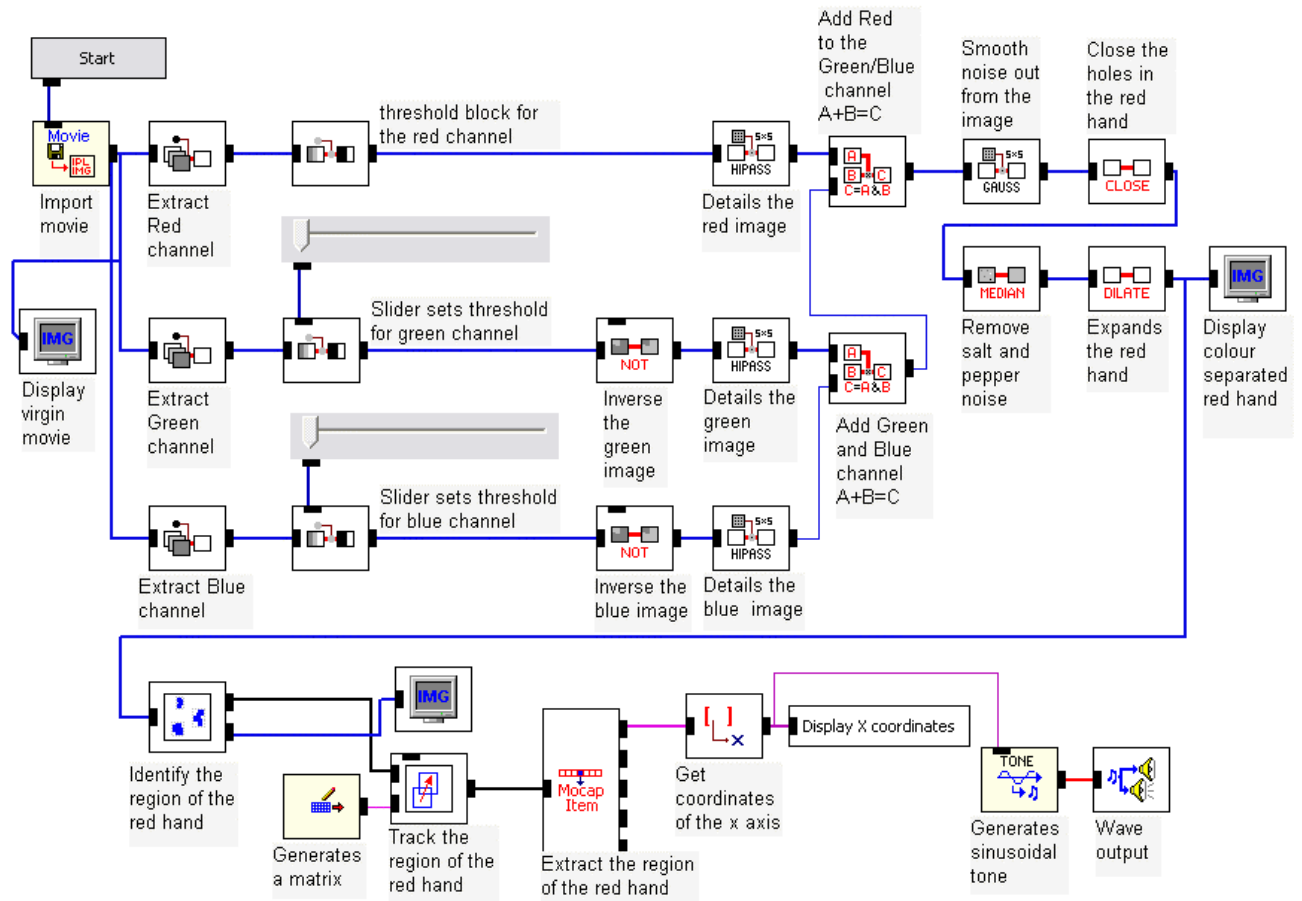 Start
Movie
IPL
IMG
Import
movie
Extract
Red
channel
threshold block for
the red channel
5×5
HIPASS
Details the
red image
Add Red
to the
Green/Blue
channel
A+B=C
A
B C
C=A&B
Smooth
noise out
from the
image
5×5
GAUSS
Close the
holes in
the red
hand
CLOSE
IMG
Display
virgin
movie
Extract
Green
channel
Slider sets threshold
for green channel
NOT
Inverse
the
green
image
5×5
HIPASS
Details the
green
image
A
B C
C=A&B
Add Green
and Blue
channel
A+B=C
MEDIAN
Remove
salt and
pepper
noise
DILATE
Expands
the red
hand
IMG
Display
colour
separated
red hand
Extract Blue
channel
Slider sets threshold
for blue channel
NOT
Inverse the
blue image
5×5
HIPASS
Details the
blue image
Identify the
region of the
red hand
IMG
Generates
a matrix
Track the
region of the
red hand
Mocap
Item
Extract the region
of the red hand
[ ]
x
Get
coordinates
of the x axis
Display X coordinates
TONE
Generates
sinusoidal
tone
Wave
output